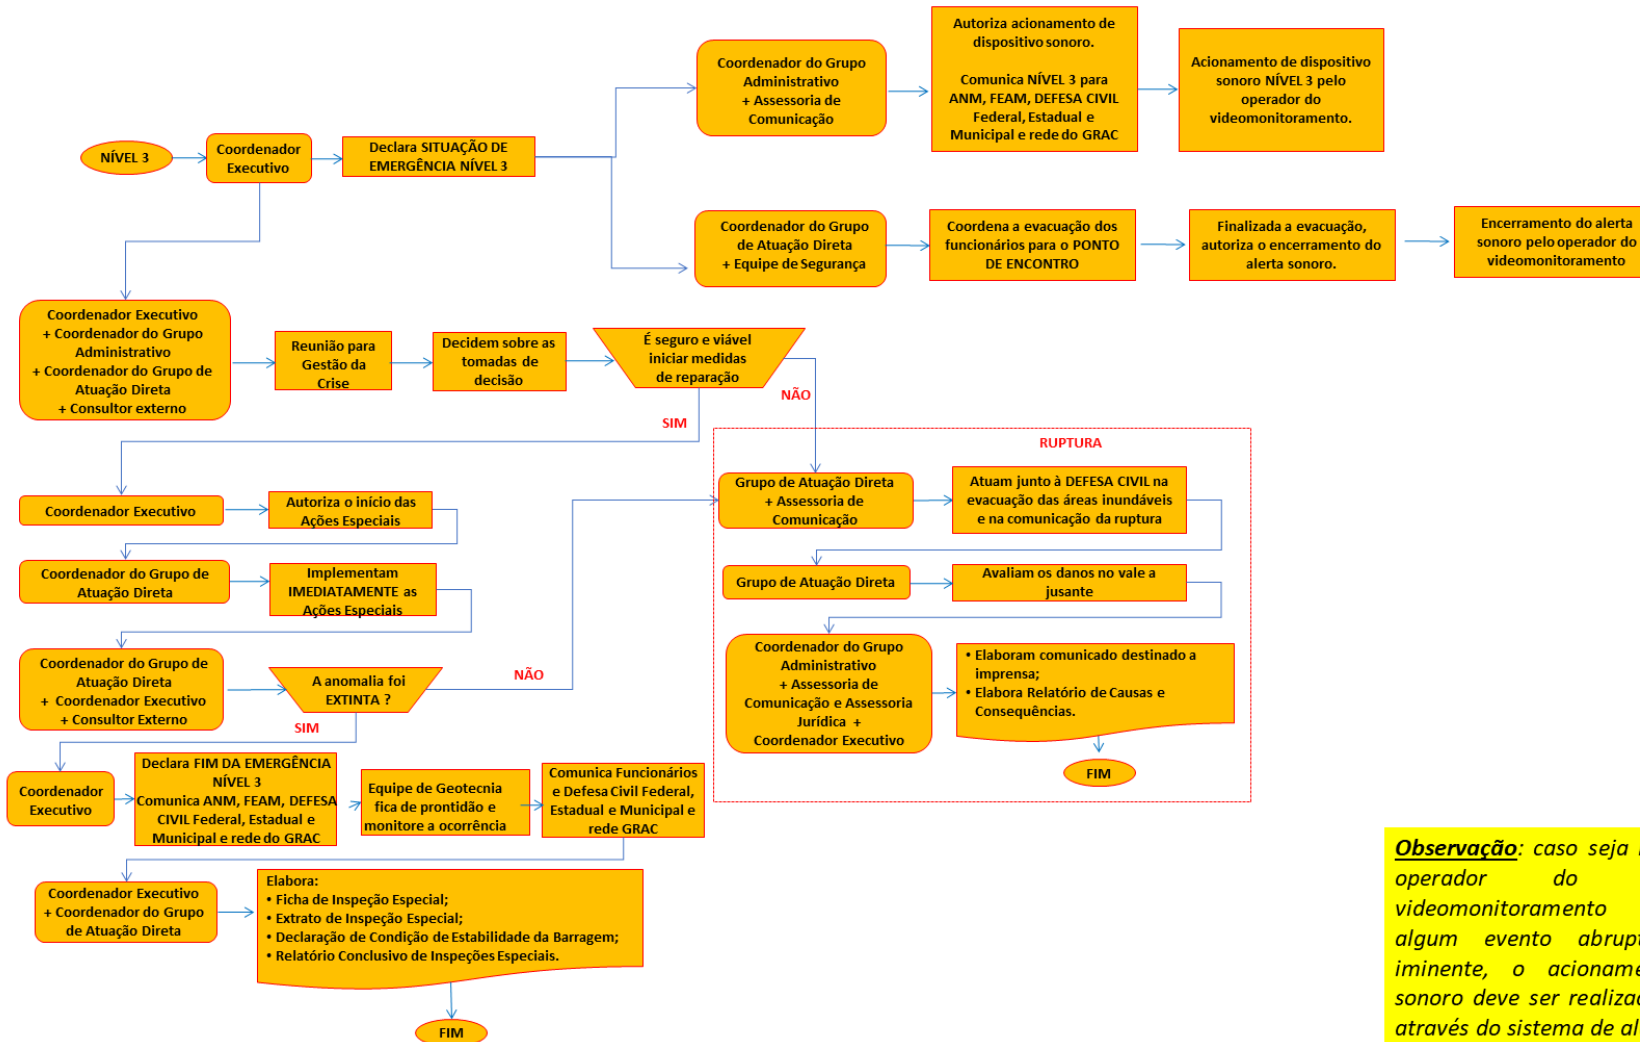 NÍVEL 3
Coordenador
Executivo
Declara SITUAÇÃO DE
EMERGÊNCIA NÍVEL 3
Coordenador do Grupo
Administrativo
+ Assessoria de
Comunicação
Autoriza acionamento de
dispositivo sonoro.
Comunica NÍVEL 3 para
ANM, FEAM, DEFESA CIVIL
Federal, Estadual e
Municipal e rede do GRAC
Acionamento de dispositivo
sonoro NÍVEL 3 pelo
operador do
videomonitoramento.
Coordenador do Grupo
de Atuação Direta
+ Equipe de Segurança
Coordena a evacuação dos
funcionários para o PONTO
DE ENCONTRO
Finalizada a evacuação,
autoriza o encerramento do
alerta sonoro.
Encerramento do alerta
sonoro pelo operador do
videomonitoramento
Coordenador Executivo
+ Coordenador do Grupo
Administrativo
+ Coordenador do Grupo de
Atuação Direta
+ Consultor externo
Reunião para
Gestão da
Crise
Decidem sobre as
tomadas de
decisão
É seguro e viável
iniciar medidas
de reparação
NÃO
SIM
RUPTURA
Coordenador Executivo
Autoriza o início das
Ações Especiais
Grupo de Atuação Direta
+ Assessoria de
Comunicação
Atuam junto à DEFESA CIVIL na
evacuação das áreas inundáveis
e na comunicação da ruptura
Coordenador do Grupo de
Atuação Direta
Implementam
IMEDIATAMENTE as
Ações Especiais
Grupo de Atuação Direta
Avaliam os danos no vale a
jusante
Coordenador do Grupo de
Atuação Direta
+ Coordenador Executivo
+ Consultor Externo
A anomalia foi
EXTINTA ?
NÃO
SIM
Coordenador do Grupo
Administrativo
+ Assessoria de
Comunicação e Assessoria
Jurídica +
Coordenador Executivo
• Elaboram comunicado destinado a
imprensa;
• Elabora Relatório de Causas e
Consequências.
FIM
Coordenador
Executivo
Declara FIM DA EMERGÊNCIA
NÍVEL 3
Comunica ANM, FEAM, DEFESA
CIVIL Federal, Estadual e
Municipal e rede do GRAC
Equipe de Geotecnia
fica de prontidão e
monitore a ocorrência
Comunica Funcionários
e Defesa Civil Federal,
Estadual e Municipal e
rede GRAC
Coordenador Executivo
+ Coordenador do Grupo
de Atuação Direta
Elabora:
• Ficha de Inspeção Especial;
• Extrato de Inspeção Especial;
• Declaração de Condição de Estabilidade da Barragem;
• Relatório Conclusivo de Inspeções Especiais.
FIM
Observação: caso seja
operador do
videomonitoramento
algum evento
iminente, o
sonoro deve ser
através do sistema de